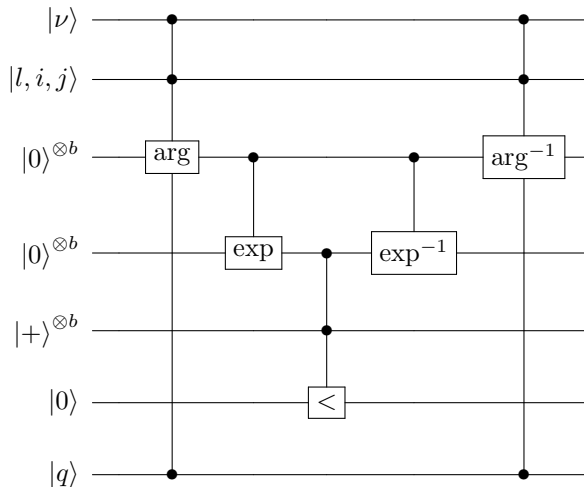 |ν⟩
|l, i, j⟩
|0⟩^{⊗b} arg arg^{−1}
|0⟩^{⊗b} exp exp^{−1}
|+⟩^{⊗b}
|0⟩ <
|q⟩